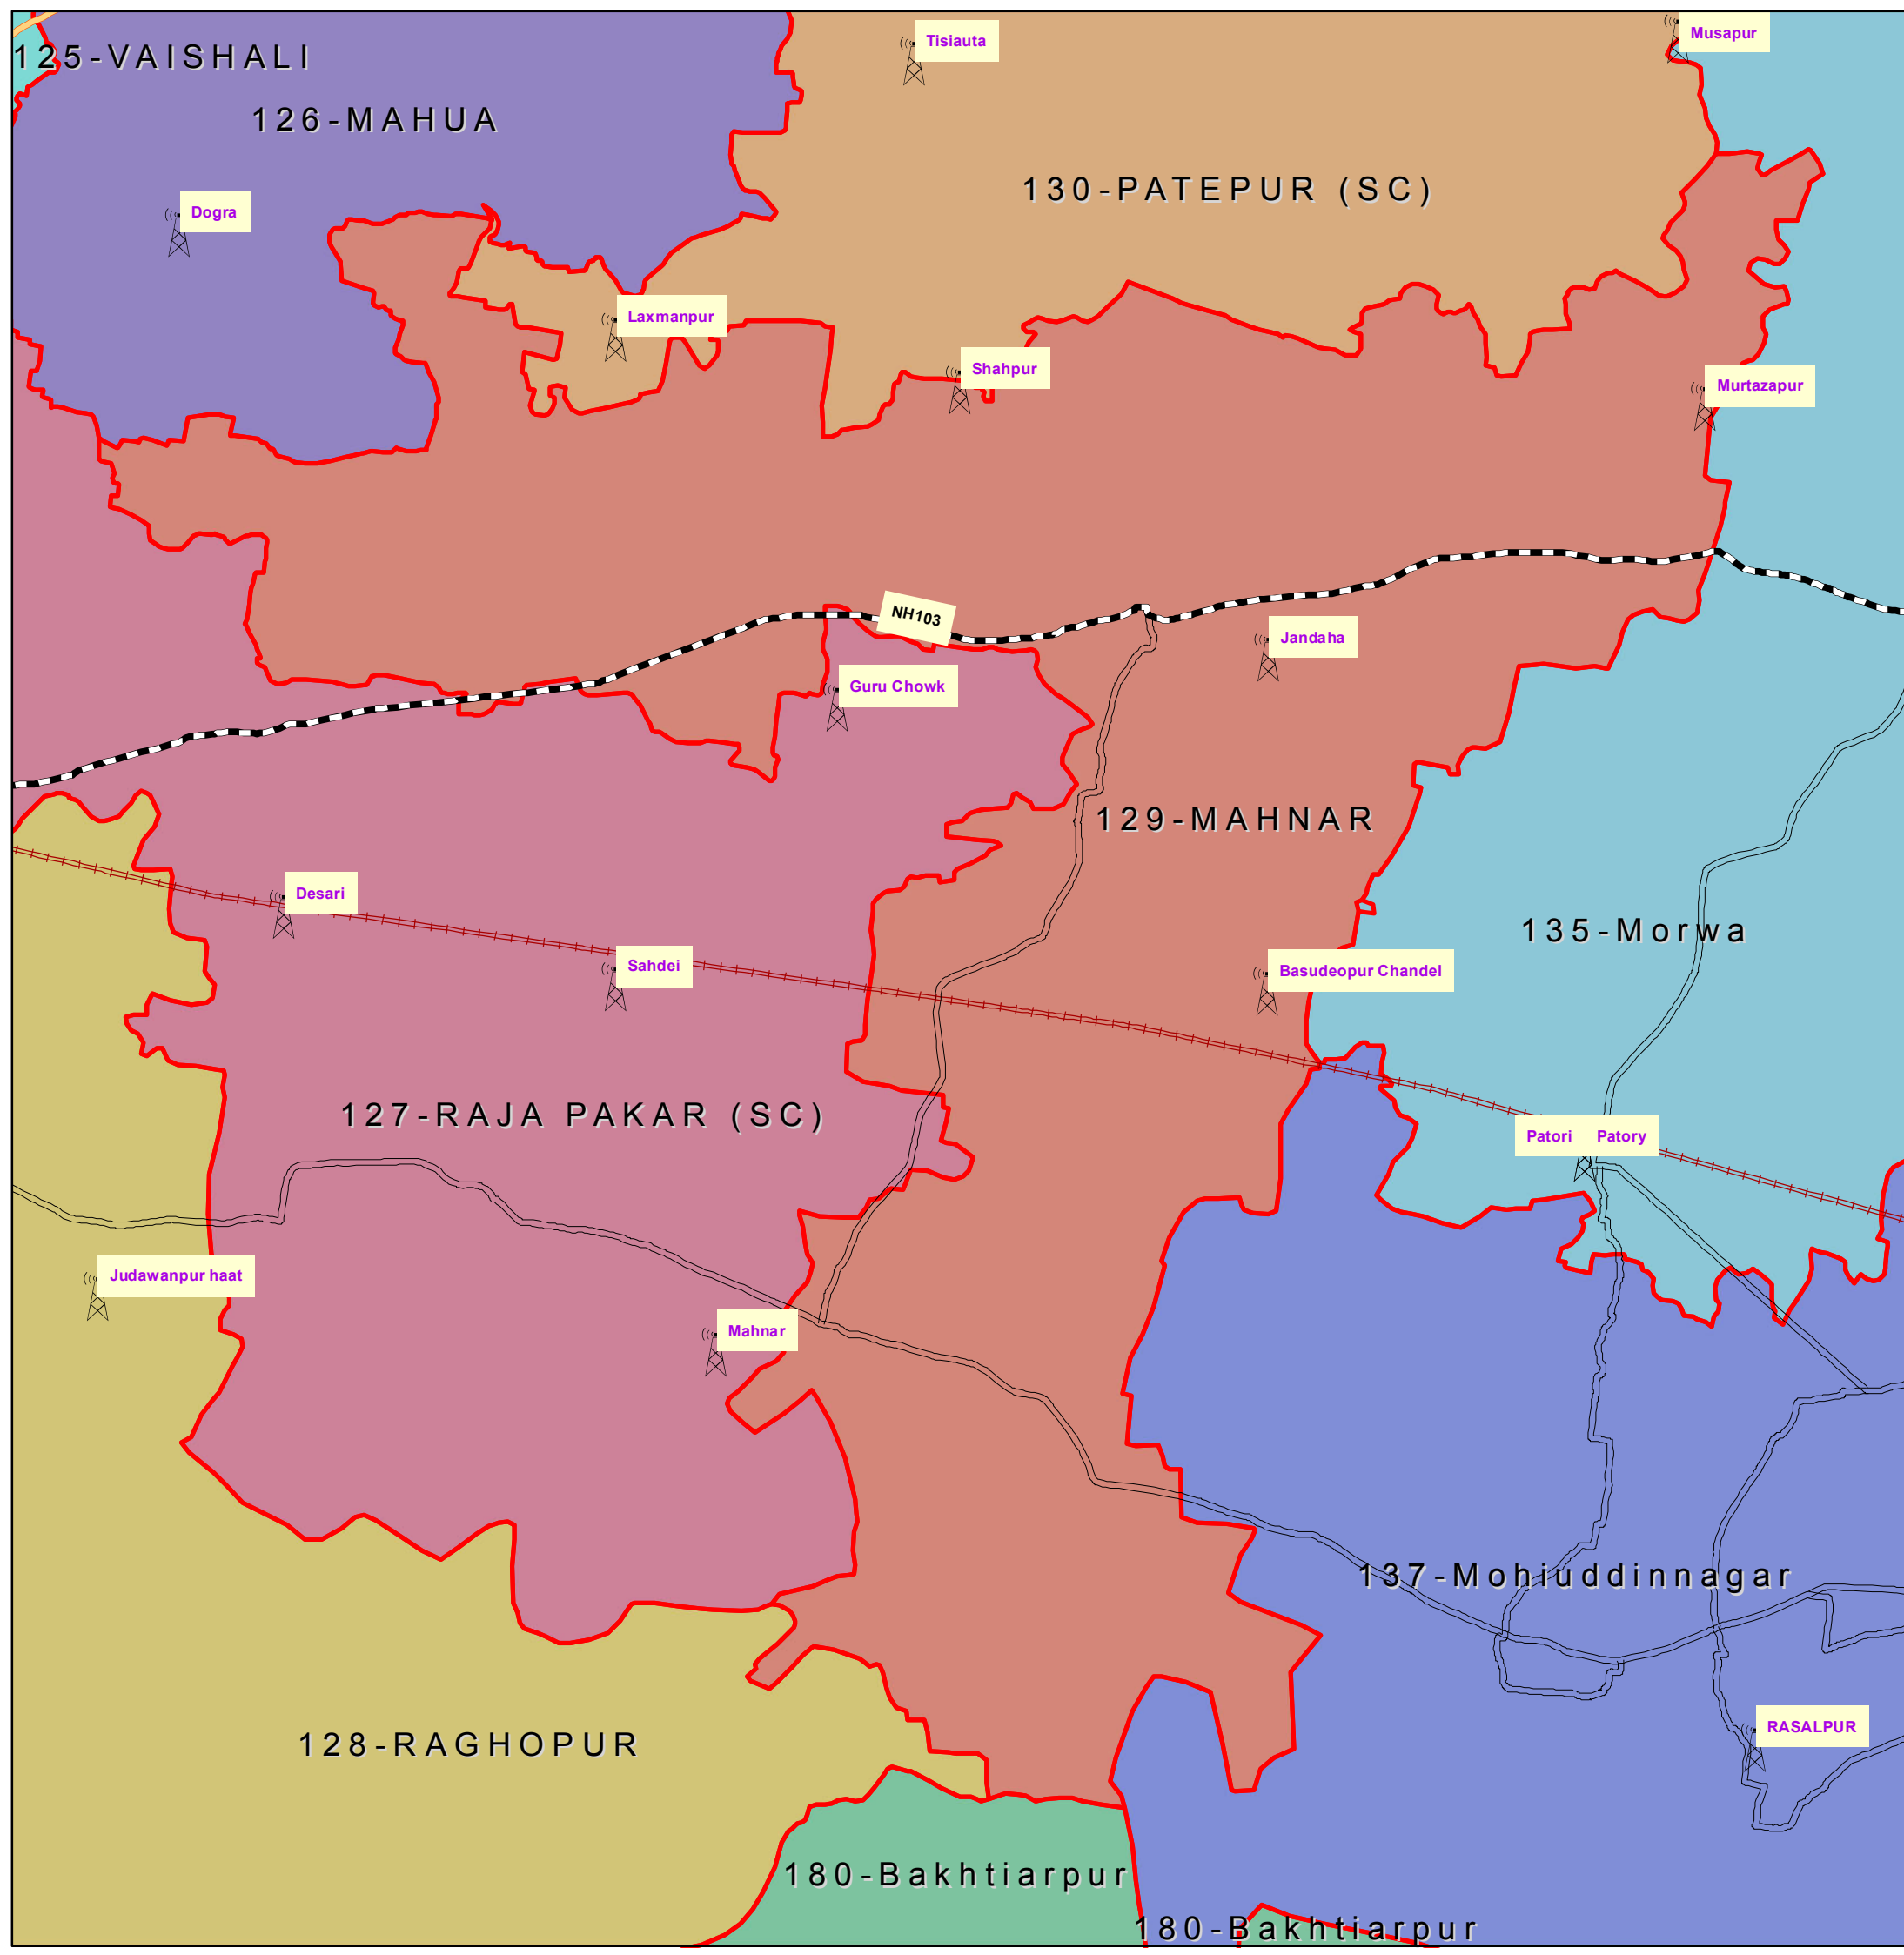 Tisiauta
Musapur
125-VAISHALI
126-MAHUA
130-PATEPUR (SC)
Dogra
Laxmanpur
Shahpur
Murtazapur
NH103
Jandaha
Guru Chowk
129-MAHNAR
Desari
135-Morwa
Sahdei
Basudeopur Chandel
127-RAJA PAKAR (SC)
Patori Patory
Judawanpur haat
Mahnar
137-Mohiuddinnagar
RASALPUR
128-RAGHOPUR
180-Bakhtiarpur
180-Bakhtiarpur